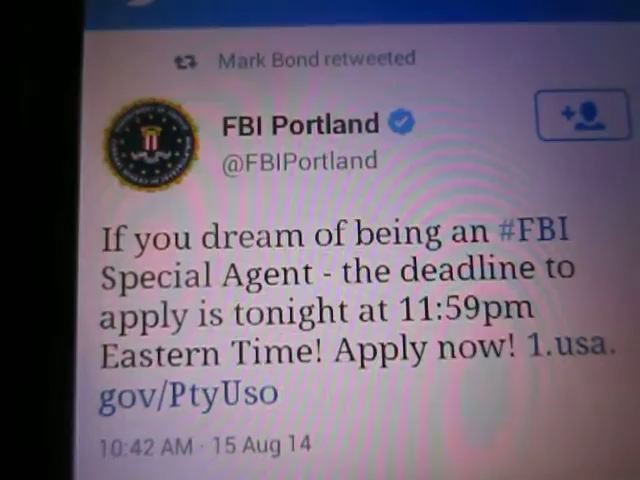 Mark Bond retweeted
FBI Portland
@FBIPortland
If you dream of being an #FBI
Special Agent - the deadline to
apply is tonight at 11:59pm
Eastern Time! Apply now! 1.usa.
gov/PtyUso
10:42 AM · 15 Aug 14